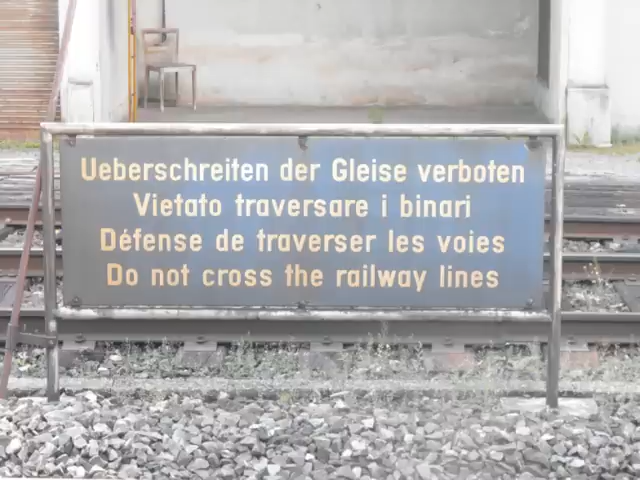 Ueberschreiten der Gleise verboten
Vietato traversare i binari
Défense de traverser les voies
Do not cross the railway lines